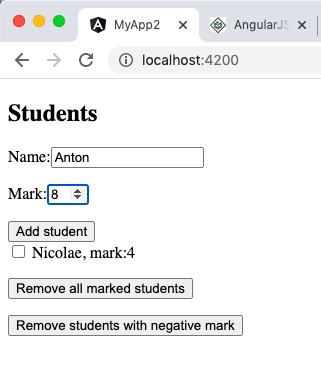 MyApp2
AngularJS
localhost:4200
Students
Name: Anton
Mark: 8
Add student
Nicolae, mark:4
Remove all marked students
Remove students with negative mark